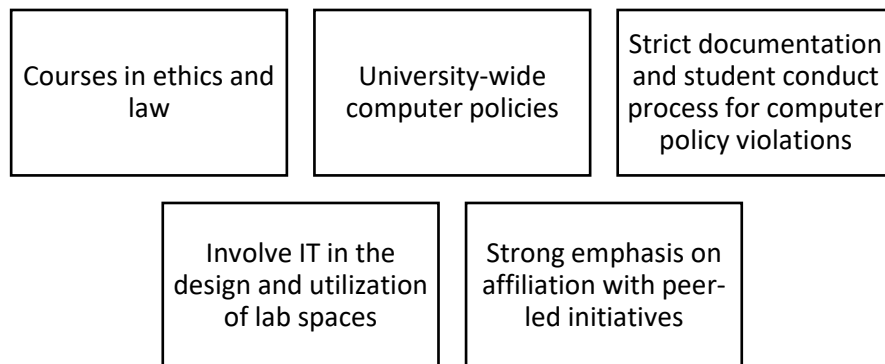 Courses in ethics and
law
University-wide
computer policies
Strict documentation
and student conduct
process for computer
policy violations
Involve IT in the
design and utilization
of lab spaces
Strong emphasis on
affiliation with peer-
led initiatives